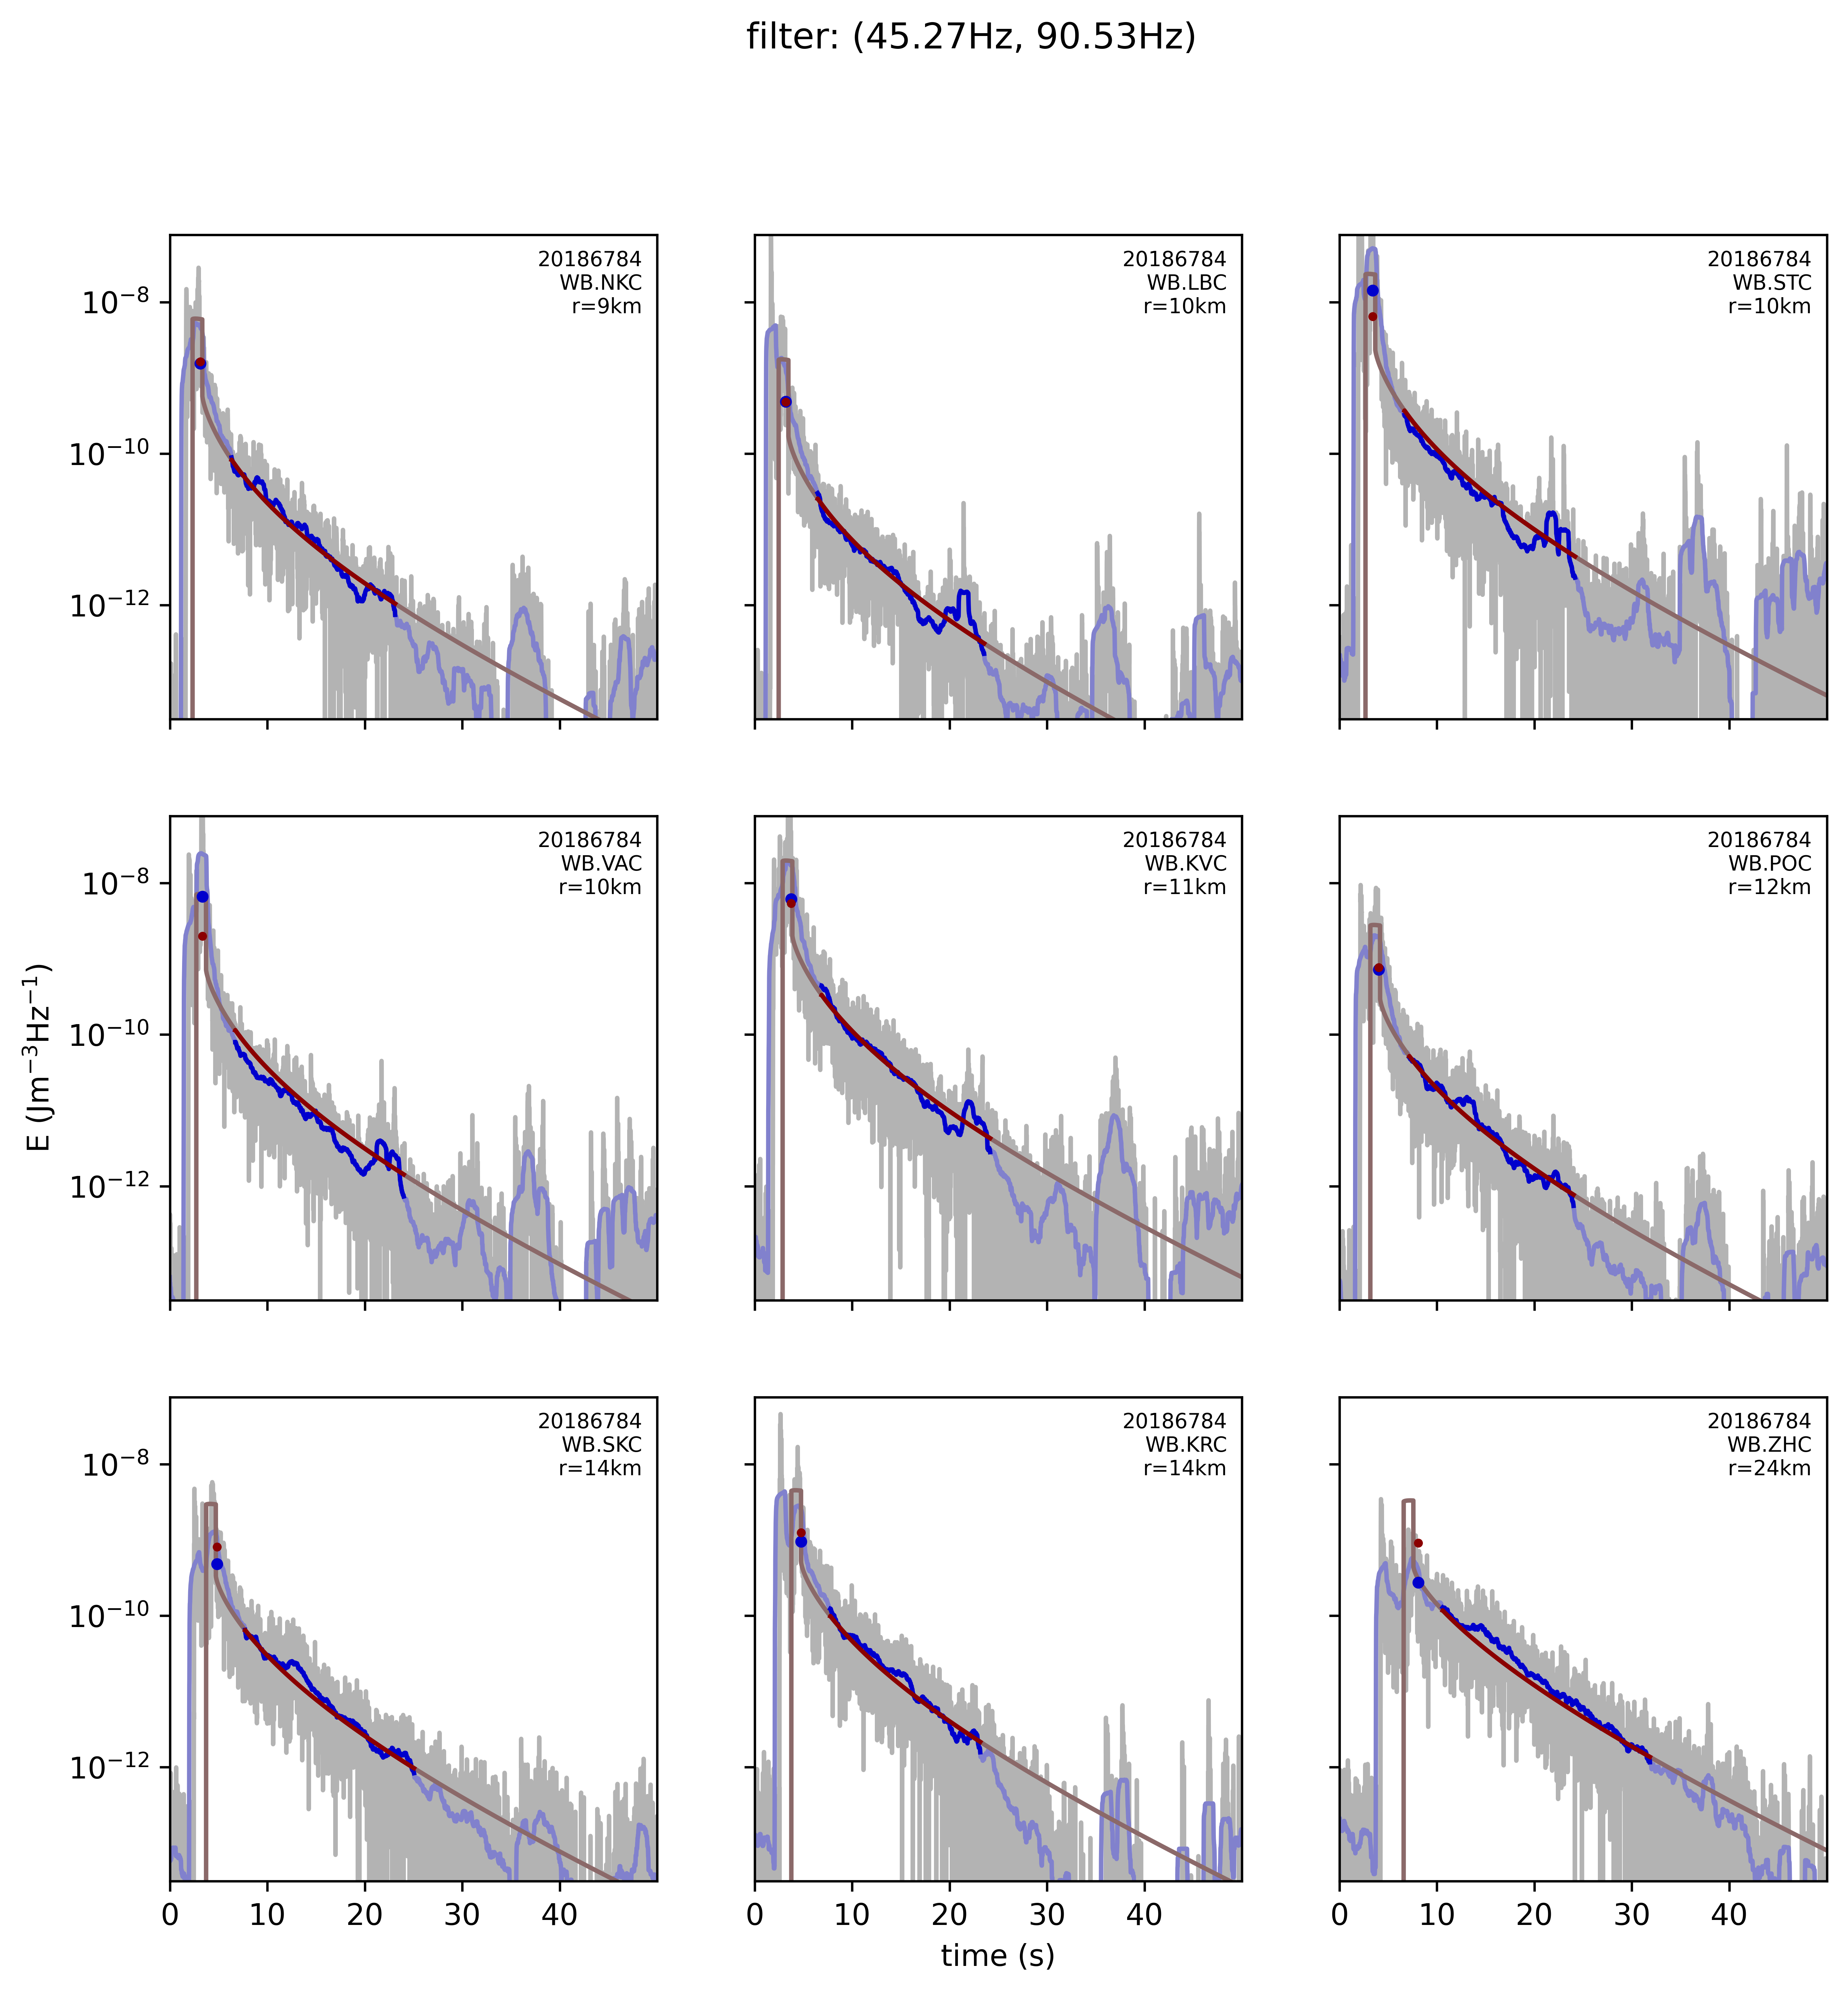 filter: (45.27Hz, 90.53Hz)
20186784
WB.NKC
r=9km
20186784
WB.LBC
r=10km
20186784
WB.STC
r=10km
10⁻⁸
10⁻¹⁰
10⁻¹²
20186784
WB.VAC
r=10km
20186784
WB.KVC
r=11km
20186784
WB.POC
r=12km
10⁻⁸
10⁻¹⁰
10⁻¹²
E (Jm⁻³Hz⁻¹)
20186784
WB.SKC
r=14km
20186784
WB.KRC
r=14km
20186784
WB.ZHC
r=24km
10⁻⁸
10⁻¹⁰
10⁻¹²
0 10 20 30 40
0 10 20 30 40
0 10 20 30 40
time (s)